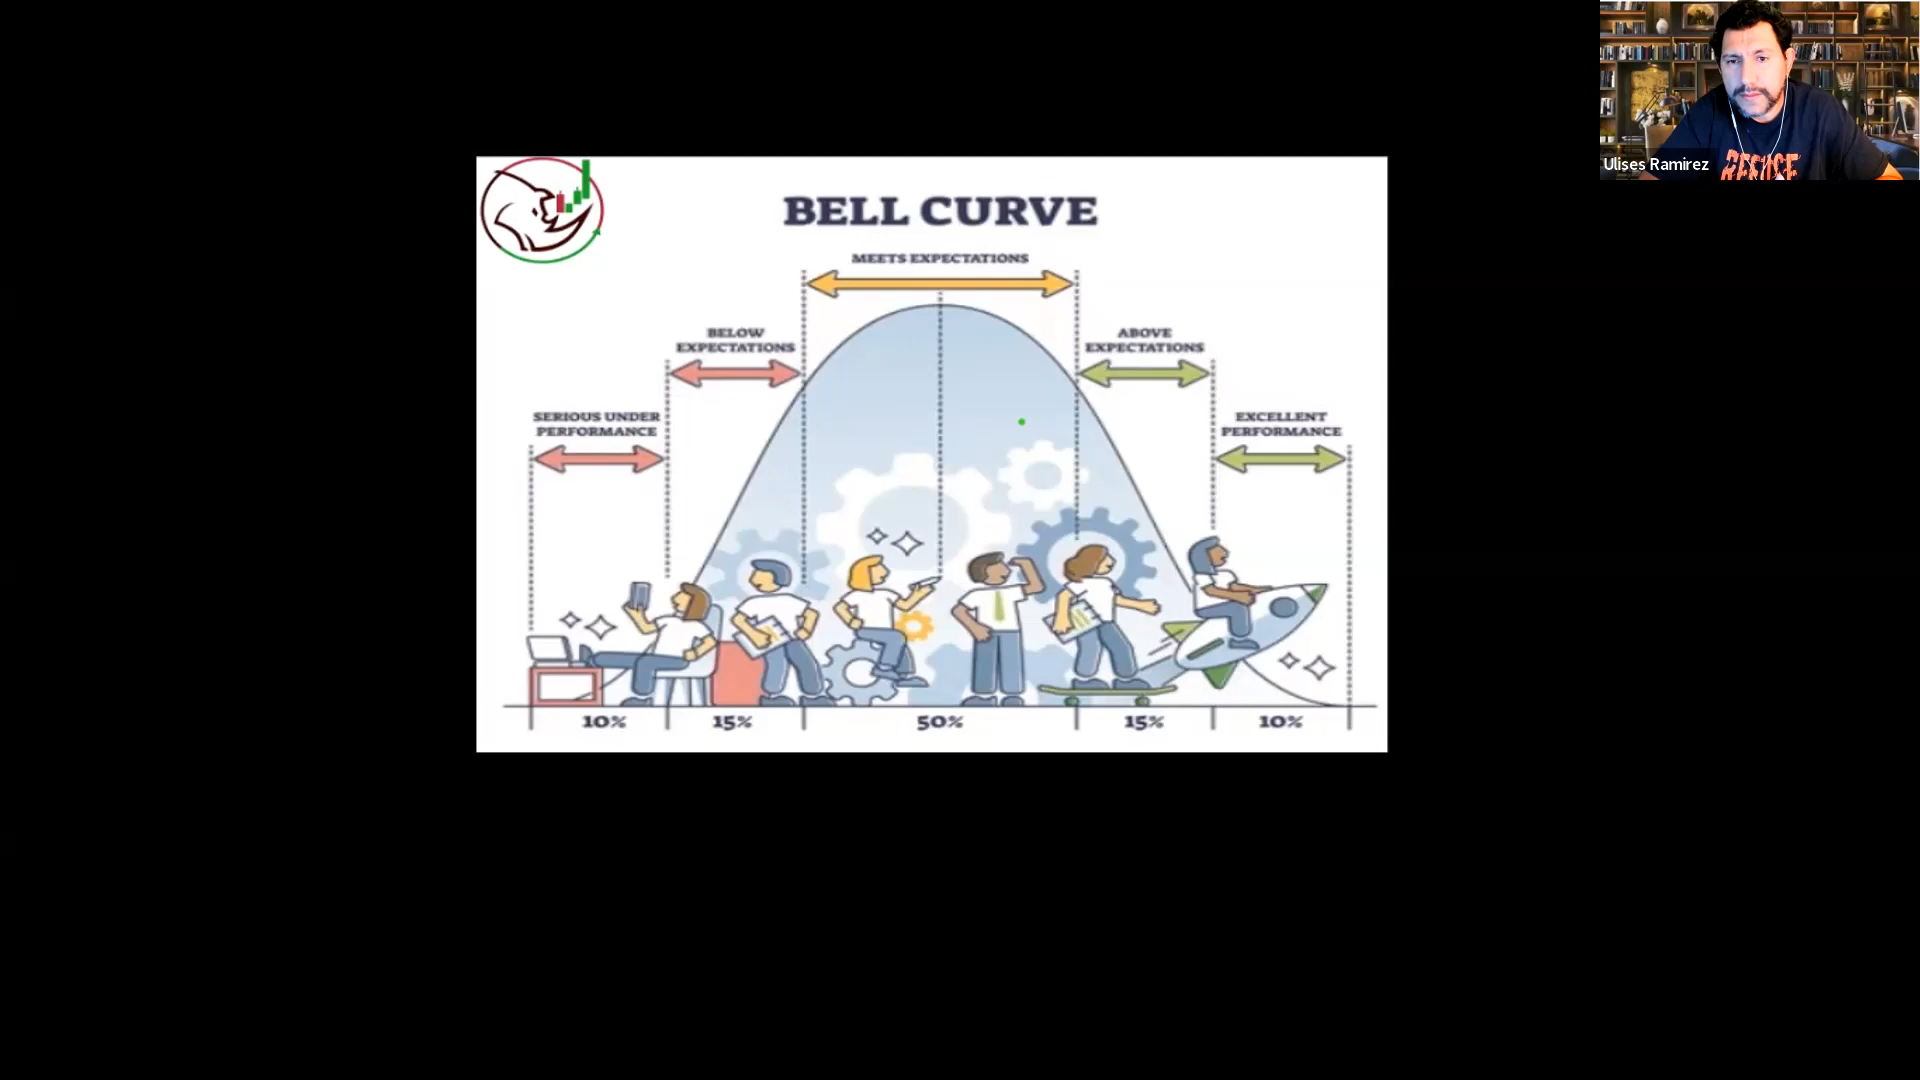 Ulises Ramirez
BELL CURVE
MEETS EXPECTATIONS
BELOW
EXPECTATIONS
ABOVE
EXPECTATIONS
SERIOUS UNDER
PERFORMANCE
EXCELLENT
PERFORMANCE
10%
15%
50%
15%
10%